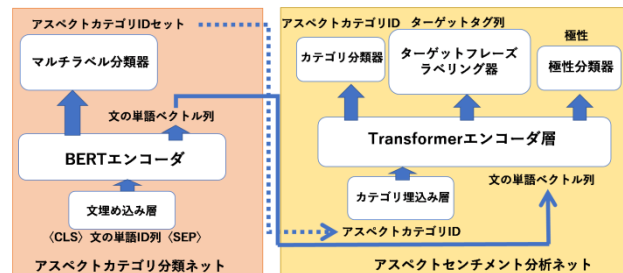 アスペクトカテゴリIDセット
マルチラベル分類器
文の単語ベクトル列
BERTエンコーダ
文埋め込み層
〈CLS〉文の単語ID列〈SEP〉
アスペクトカテゴリ分類ネット
アスペクトカテゴリID
ターゲットタグ列
極性
カテゴリ分類器
ターゲットフレーズ
ラベリング器
極性分類器
Transformerエンコーダ層
文の単語ベクトル列
カテゴリ埋込み層
アスペクトカテゴリID
アスペクトセンチメント分析ネット